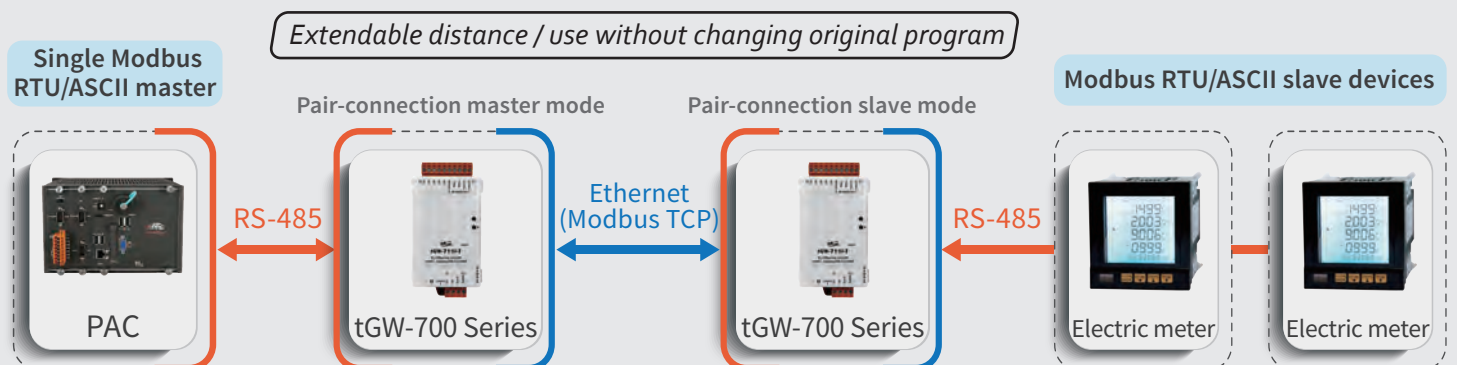 Extendable distance / use without changing original program
Single Modbus
RTU/ASCII master
Pair-connection master mode
Pair-connection slave mode
Modbus RTU/ASCII slave devices
RS-485
Ethernet
(Modbus TCP)
RS-485
PAC
tGW-700 Series
tGW-700 Series
Electric meter
Electric meter